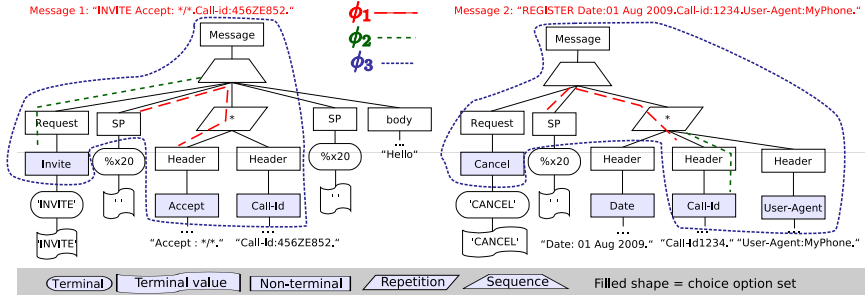 Message 1: “INVITE Accept: */*.Call-id:456ZE852.“
ϕ1
ϕ2
ϕ3
Message 2: “REGISTER Date:01 Aug 2009.Call-id:1234.User-Agent:MyPhone.“
Message
Message
Request
SP
*
SP
body
...
Request
SP
*
Invite
%x20
Header
Header
%x20
“Hello“
Cancel
%x20
Header
Header
Header
'INVITE'
' '
Accept
Call-Id
' '
'CANCEL'
' '
Date
Call-Id
User-Agent
...
...
...
...
...
'INVITE'
“Accept : */*.“
“Call-Id:456ZE852.“
'CANCEL'
“Date: 01 Aug 2009.“
“Call-Id1234.“
“User-Agent:MyPhone.“
Terminal
Terminal value
Non-terminal
Repetition
Sequence
Filled shape = choice option set